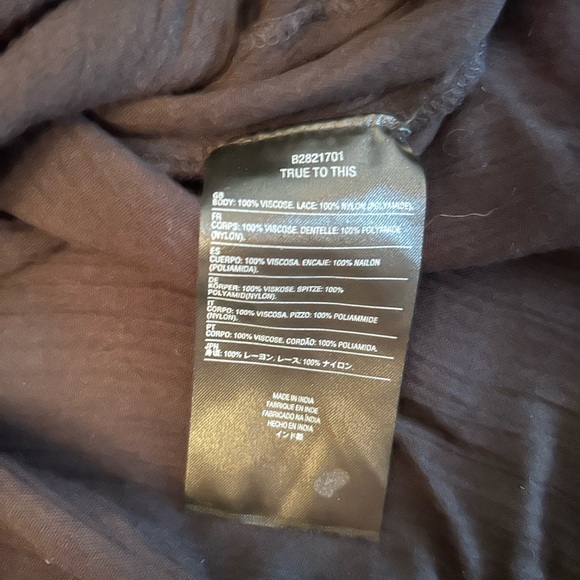 B2821701
TRUE TO THIS
GB
BODY: 100% VISCOSE. LACE: 100% NYLON (POLYAMIDE).
FR
CORPS: 100% VISCOSE. DENTELLE: 100% POLYAMIDE
(NYLON).
ES
CUERPO: 100% VISCOSA. ENCAJE: 100% NAILON
(POLIAMIDA).
DE
KÖRPER: 100% VISKOSE. SPITZE: 100%
POLYAMID(NYLON).
IT
CORPO: 100% VISCOSA. PIZZO: 100% POLIAMMIDE
(NYLON).
PT
CORPO: 100% VISCOSA. CORDÃO: 100% POLIAMIDA.
JPN
身頃: 100% レーヨン. レース: 100% ナイロン.
MADE IN INDIA
FABRIQUE EN INDE
FABRICADO NA ÍNDIA
HECHO EN INDIA
インド製